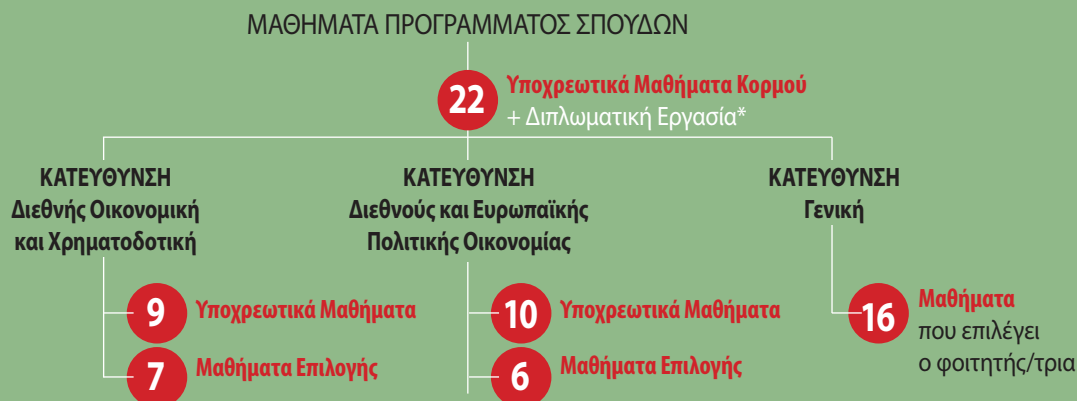 ΜΑΘΗΜΑΤΑ ΠΡΟΓΡΑΜΜΑΤΟΣ ΣΠΟΥΔΩΝ
22 Υποχρεωτικά Μαθήματα Κορμού
+ Διπλωματική Εργασία*
ΚΑΤΕΥΘΥΝΣΗ
Διεθνής Οικονομική
και Χρηματοδοτική
9 Υποχρεωτικά Μαθήματα
7 Μαθήματα Επιλογής
ΚΑΤΕΥΘΥΝΣΗ
Διεθνούς και Ευρωπαϊκής
Πολιτικής Οικονομίας
10 Υποχρεωτικά Μαθήματα
6 Μαθήματα Επιλογής
ΚΑΤΕΥΘΥΝΣΗ
Γενική
16 Μαθήματα
που επιλέγει
ο φοιτητής/τρια